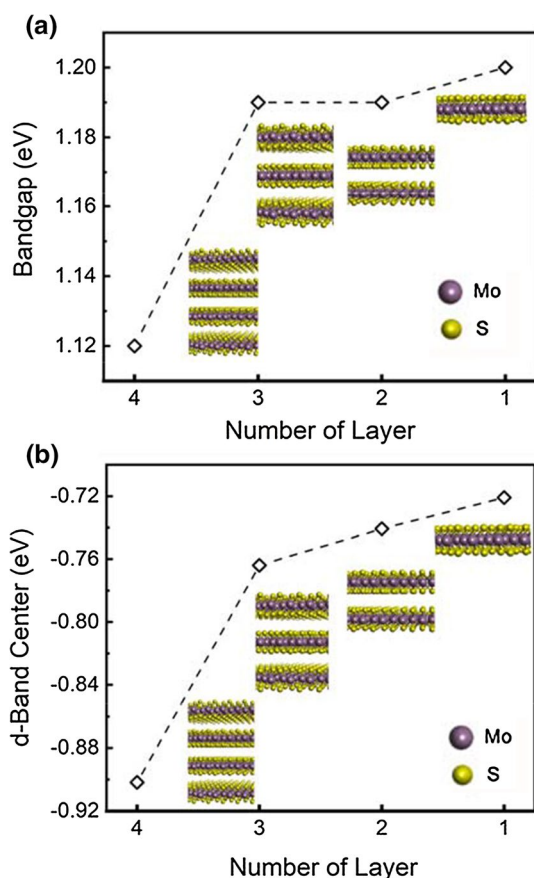 (a)
Bandgap (eV)
1.20
1.18
1.16
1.14
1.12
Mo
S
4 3 2 1
Number of Layer
(b)
d-Band Center (eV)
-0.72
-0.76
-0.80
-0.84
-0.88
-0.92
Mo
S
4 3 2 1
Number of Layer